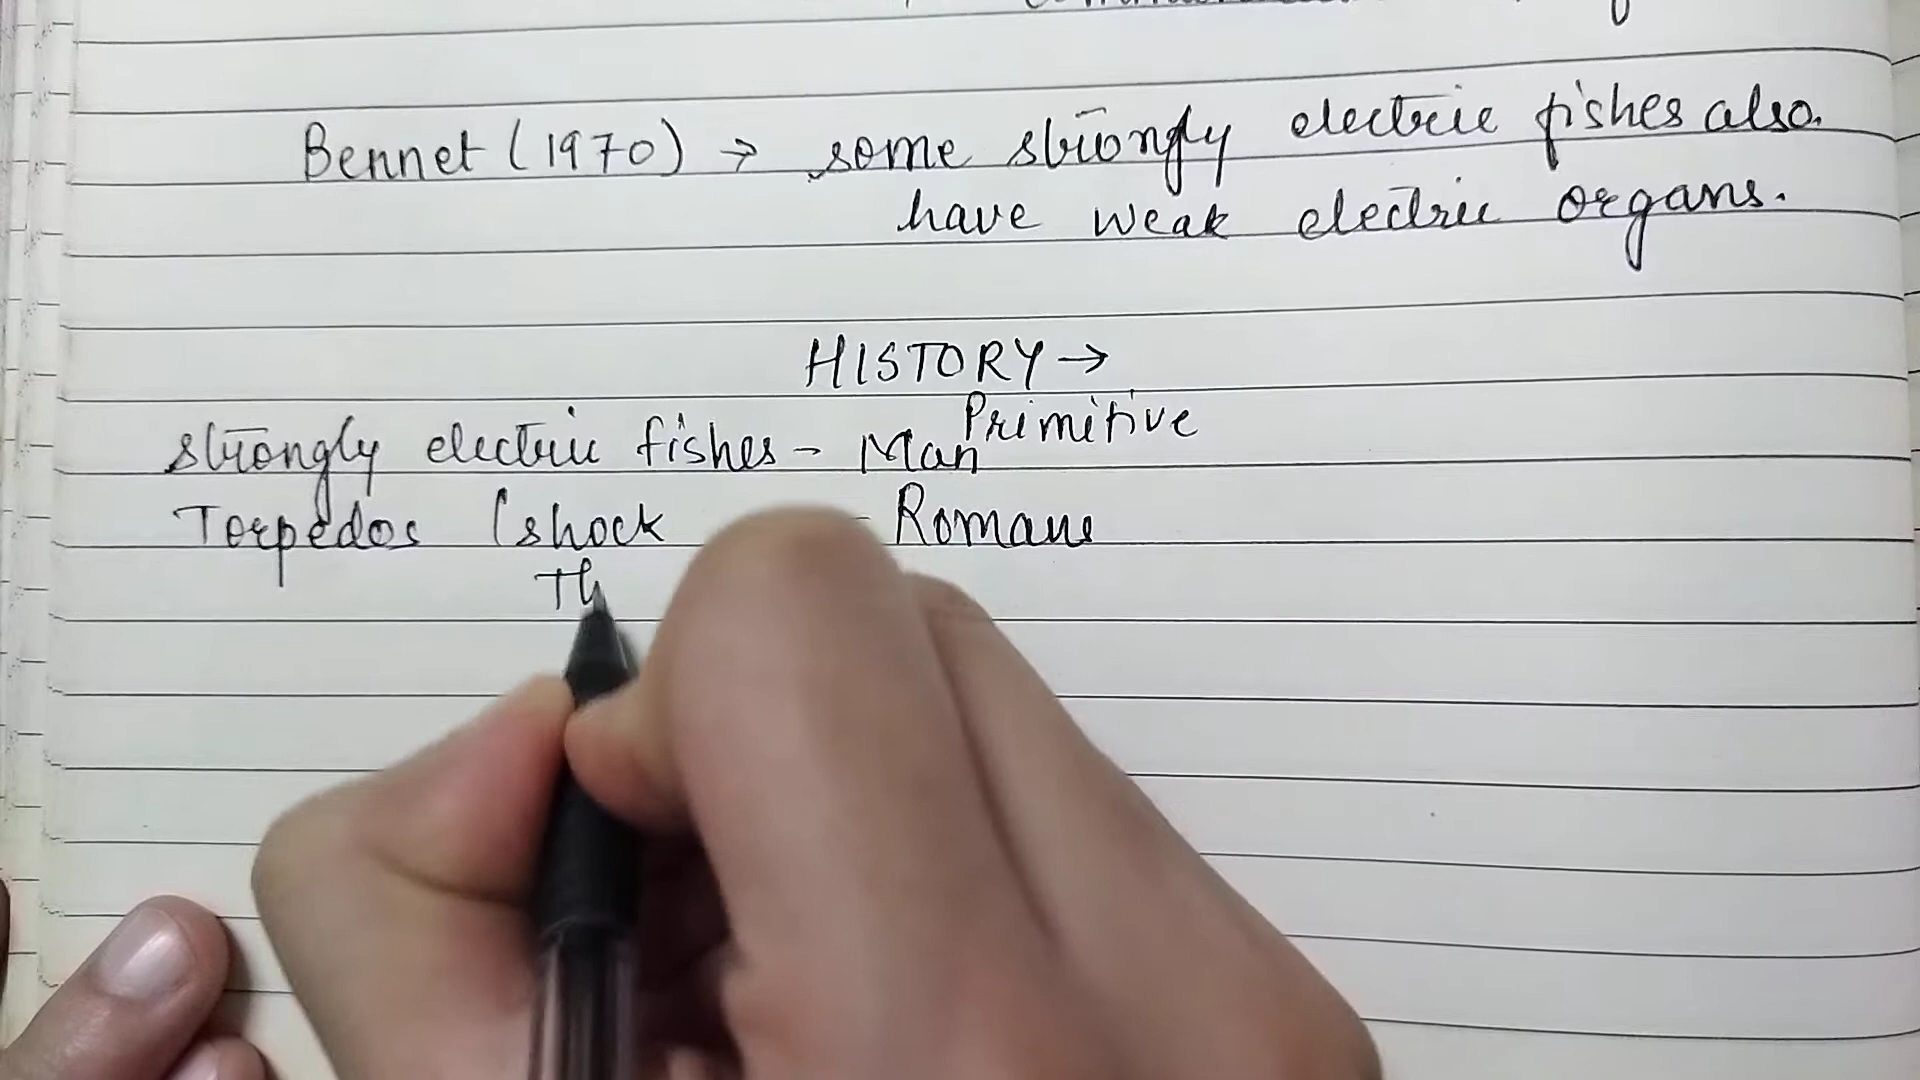 Bennet (1970) → some strongly electric fishes also
have weak electric organs.
HISTORY →
Primitive
strongly electric fishes - Man
Torpedos (shock - Romans
Th